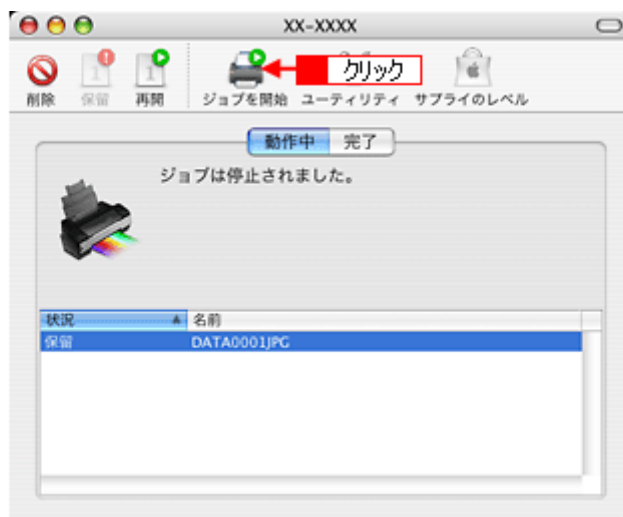 XX-XXXX
クリック
削除 保留 再開 ジョブを開始 ユーティリティ サプライのレベル
動作中 完了
ジョブは停止されました。
状況 名前
保留 DATA0001JPG